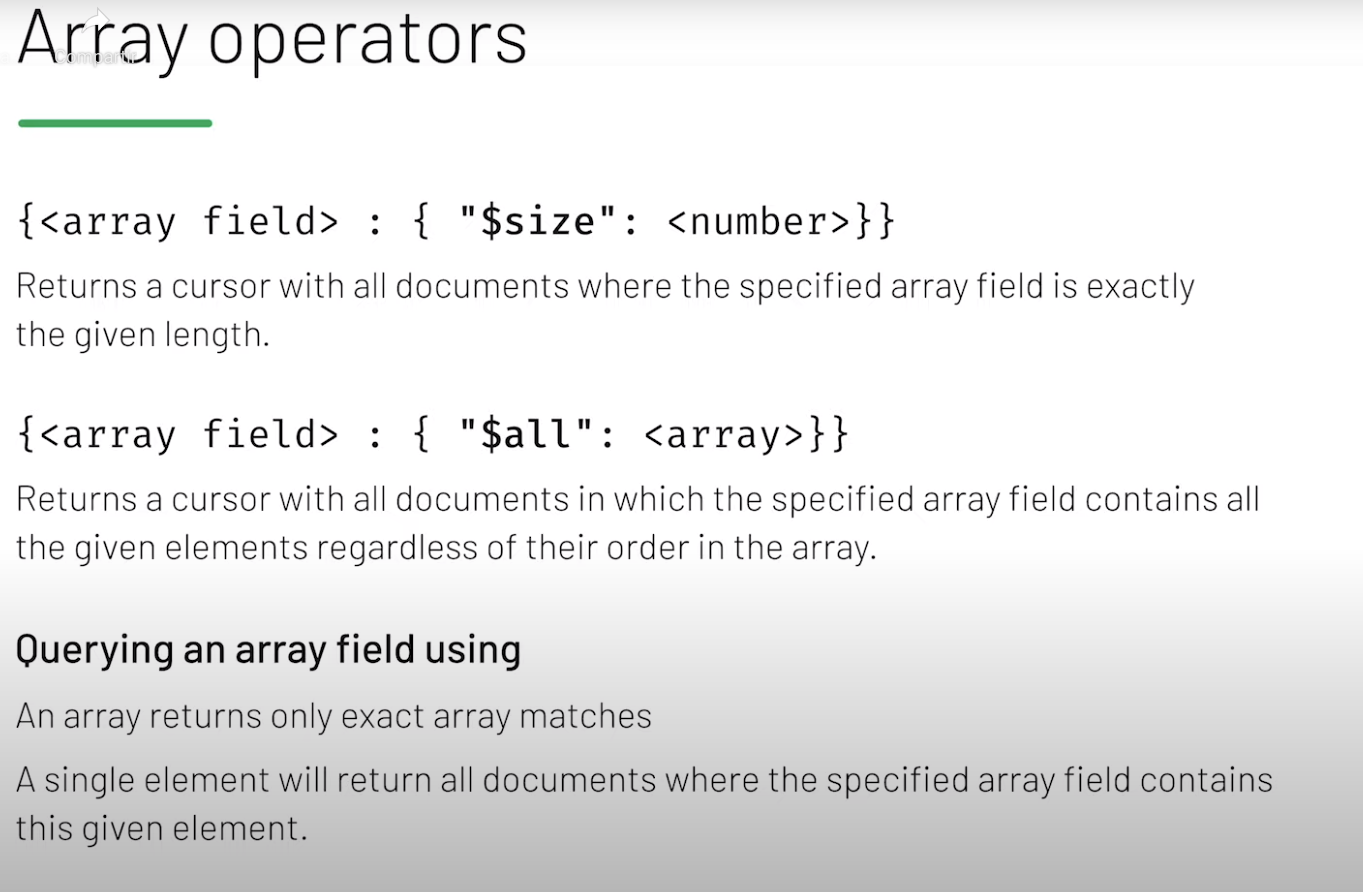 Array operators
Compartir
{<array field> : { "$size": <number>}}
Returns a cursor with all documents where the specified array field is exactly
the given length.
{<array field> : { "$all": <array>}}
Returns a cursor with all documents in which the specified array field contains all
the given elements regardless of their order in the array.
Querying an array field using
An array returns only exact array matches
A single element will return all documents where the specified array field contains
this given element.